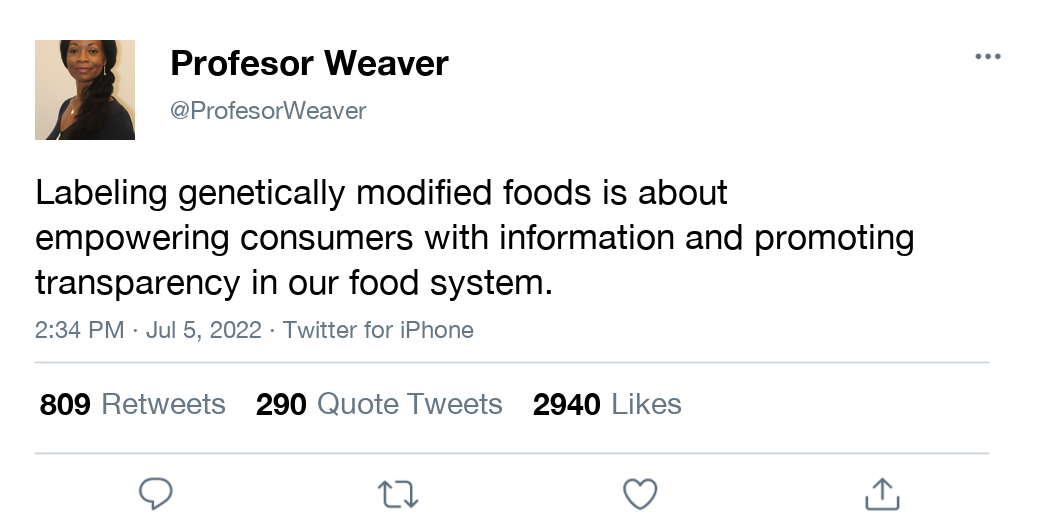 Profesor Weaver
@ProfesorWeaver
Labeling genetically modified foods is about
empowering consumers with information and promoting
transparency in our food system.
2:34 PM · Jul 5, 2022 · Twitter for iPhone
809 Retweets 290 Quote Tweets 2940 Likes